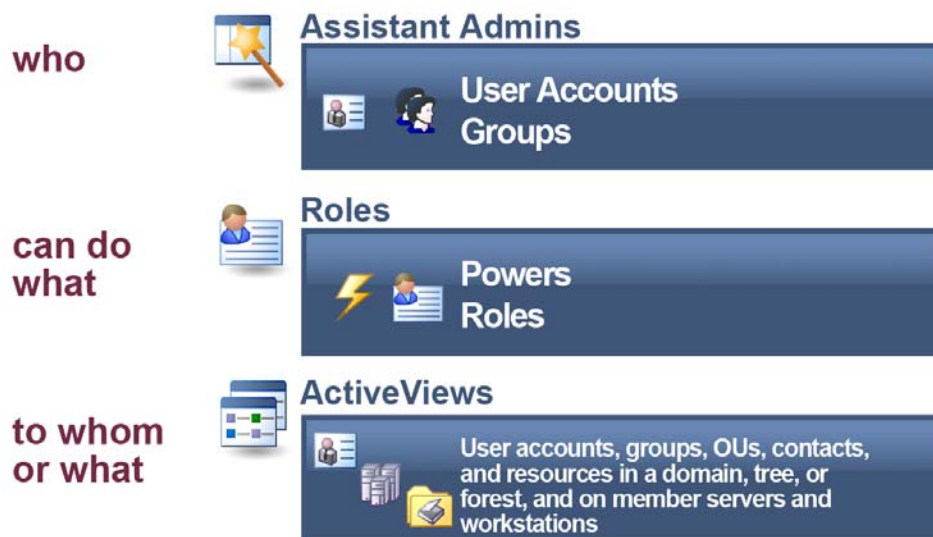 who
Assistant Admins
User Accounts
Groups
can do
what
Roles
Powers
Roles
to whom
or what
ActiveViews
User accounts, groups, OUs, contacts,
and resources in a domain, tree, or
forest, and on member servers and
workstations